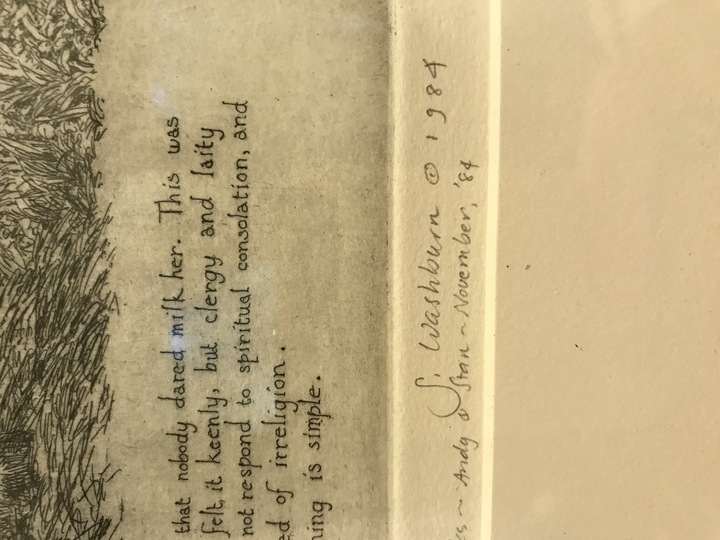 that nobody dared milk her. This was
felt it keenly, but clergy and laity
not respond to spiritual consolation, and
ed of irreligion.
ning is simple.
S. Washburn © 1984
es ~ Andy & Stan ~ November, '84